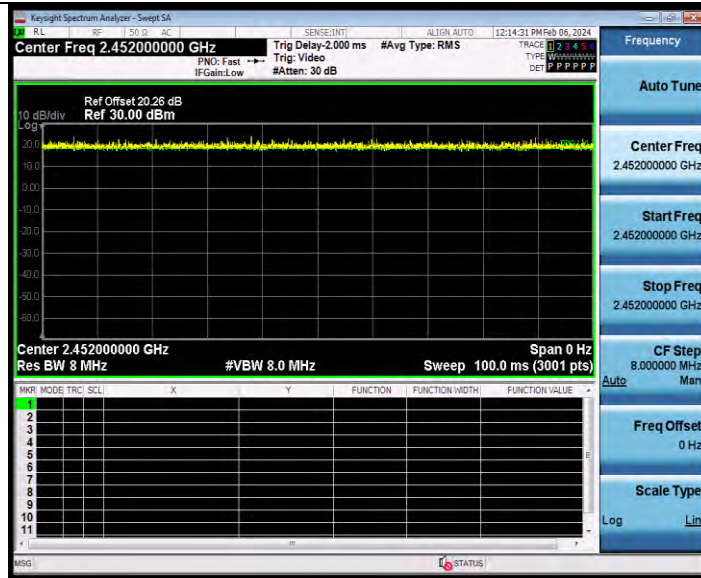 Keysight Spectrum Analyzer - Swept SA
RL RF 50 Ω AC SENSE:INT ALIGN AUTO 12:14:31 PM Feb 06, 2024
Center Freq 2.452000000 GHz
PNO: Fast
IFGain:Low
Trig Delay-2.000 ms
Trig: Video
#Atten: 30 dB
#Avg Type: RMS
TRACE 1 2 3 4 5 6
TYPE
DET P P P P P P
Ref Offset 20.26 dB
10 dB/div Ref 30.00 dBm
Log
20.0
10.0
0.00
-10.0
-20.0
-30.0
-40.0
-50.0
-60.0
Center 2.452000000 GHz Span 0 Hz
Res BW 8 MHz #VBW 8.0 MHz Sweep 100.0 ms (3001 pts)
MKR MODE TRC SCL X Y FUNCTION FUNCTION WIDTH FUNCTION VALUE
1
2
3
4
5
6
7
8
9
10
11
MSG STATUS
Frequency
Auto Tune
Center Freq
2.452000000 GHz
Start Freq
2.452000000 GHz
Stop Freq
2.452000000 GHz
CF Step
8.000000 MHz
Auto Man
Freq Offset
0 Hz
Scale Type
Log Lin